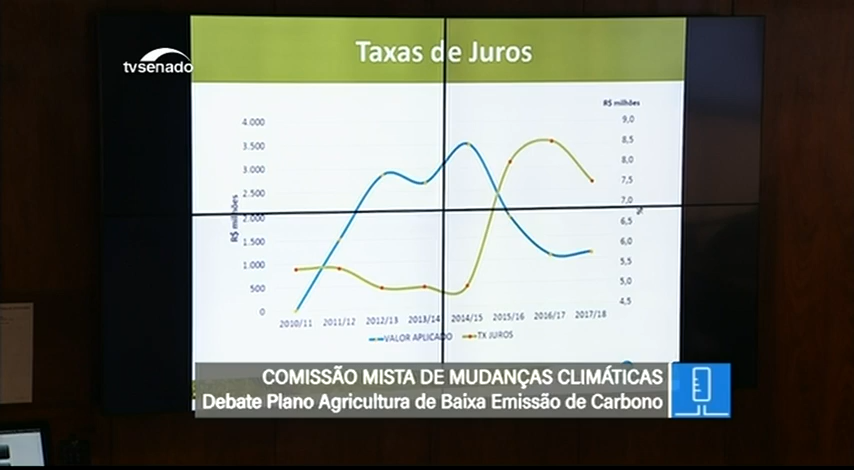 tvsenado
Taxas de Juros
R$ milhões
4.000
3.500
3.000
2.500
2.000
1.500
1.000
500
0
R$ milhões
9,0
8,5
8,0
7,5
7,0
6,5
6,0
5,5
5,0
4,5
%
2010/11 2011/12 2012/13 2013/14 2014/15 2015/16 2016/17 2017/18
VALOR APLICADO TX JUROS
COMISSÃO MISTA DE MUDANÇAS CLIMÁTICAS
Debate Plano Agricultura de Baixa Emissão de Carbono